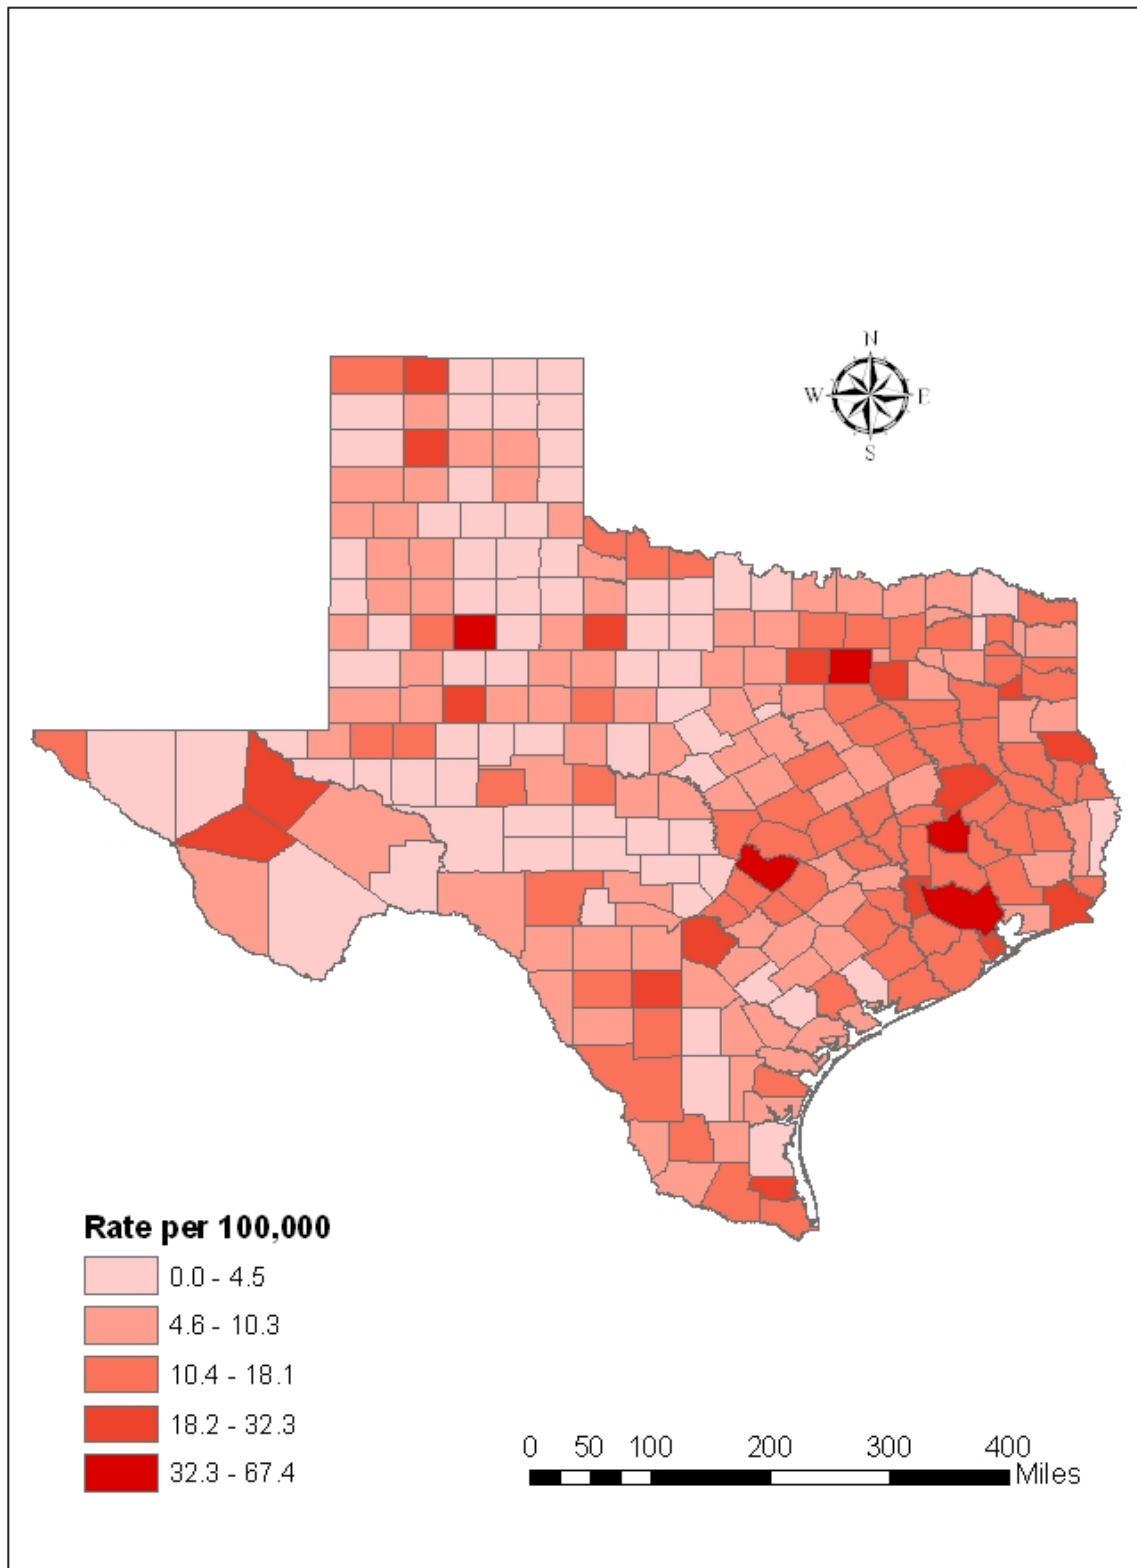 N
W E
S
Rate per 100,000
0.0 - 4.5
4.6 - 10.3
10.4 - 18.1
18.2 - 32.3
32.3 - 67.4
0 50 100 200 300 400
Miles